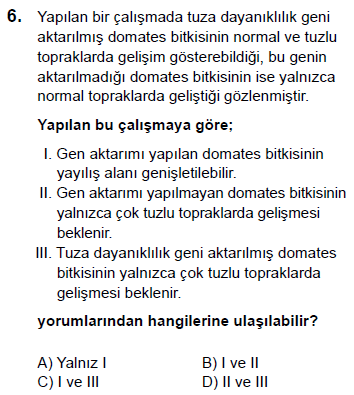 6. Yapılan bir çalışmada tuza dayanıklılık geni
aktarılmış domates bitkisinin normal ve tuzlu
topraklarda gelişim gösterebildiği, bu genin
aktarılmadığı domates bitkisinin ise yalnızca
normal topraklarda geliştiği gözlenmiştir.
Yapılan bu çalışmaya göre;
I. Gen aktarımı yapılan domates bitkisinin
yayılış alanı genişletilebilir.
II. Gen aktarımı yapılmayan domates bitkisinin
yalnızca çok tuzlu topraklarda gelişmesi
beklenir.
III. Tuza dayanıklılık geni aktarılmış domates
bitkisinin yalnızca çok tuzlu topraklarda
gelişmesi beklenir.
yorumlarından hangilerine ulaşılabilir?
A) Yalnız I B) I ve II
C) I ve III D) II ve III